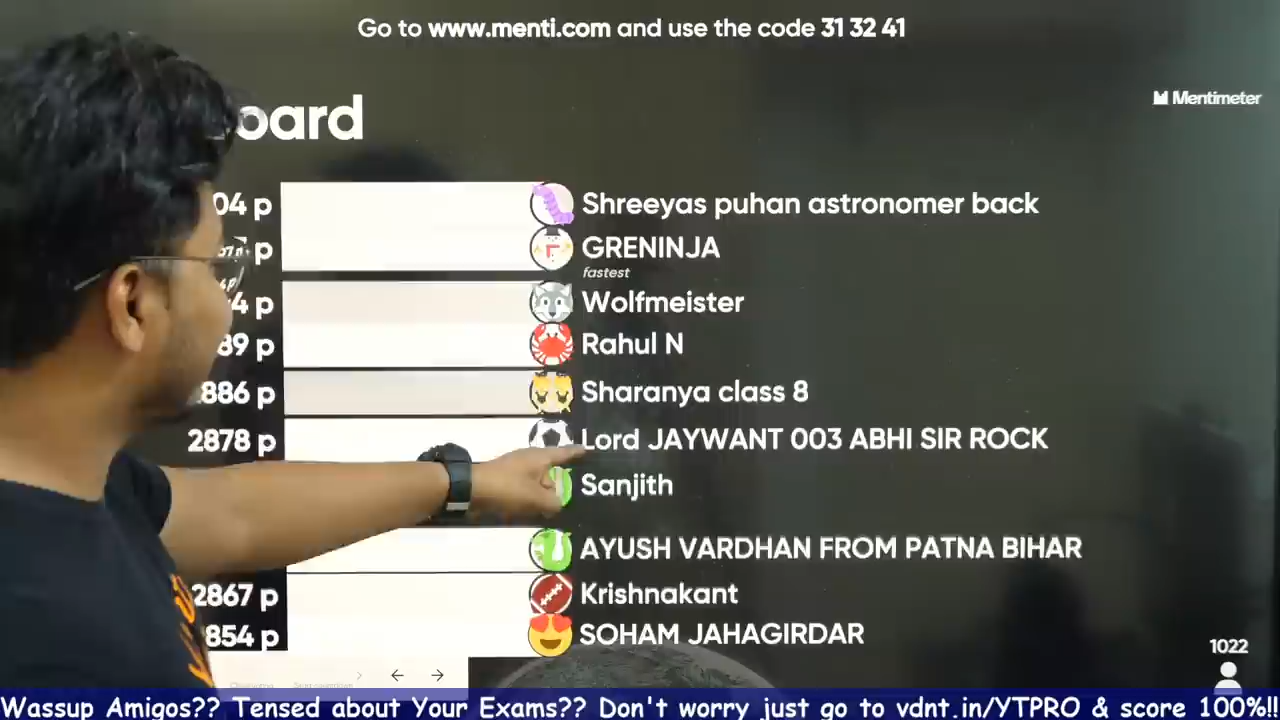 Go to www.menti.com and use the code 31 32 41
Mentimeter
oard
04 p Shreeyas puhan astronomer back
p GRENINJA
fastest
4 p Wolfmeister
89 p Rahul N
886 p Sharanya class 8
2878 p Lord JAYWANT 003 ABHI SIR ROCK
Sanjith
AYUSH VARDHAN FROM PATNA BIHAR
2867 p Krishnakant
854 p SOHAM JAHAGIRDAR
1022
Wassup Amigos?? Tensed about Your Exams?? Don't worry just go to vdnt.in/YTPRO & score 100%!!